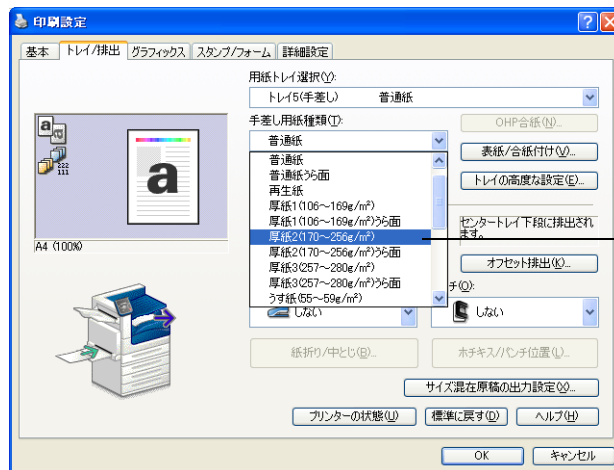 印刷設定
基本 トレイ/排出 グラフィックス スタンプ/フォーム 詳細設定
用紙トレイ選択(Y):
トレイ5(手差し) 普通紙
手差し用紙種類(T):
普通紙
OHP合紙(N)...
普通紙
普通紙うら面
再生紙
厚紙1(106～169g/m²)
厚紙1(106～169g/m²)うら面
厚紙2(170～256g/m²)
厚紙2(170～256g/m²)うら面
厚紙3(257～280g/m²)
厚紙3(257～280g/m²)うら面
うす紙(55～59g/m²)
表紙/合紙付け(V)...
トレイの高度な設定(E)...
センタートレイ下段に排出され
ます。
オフセット排出(K)...
a
a
222
111
a
A4 (100%)
チ(O):
しない
しない
紙折り/中とじ(B)...
ホチキス/パンチ位置(L)...
サイズ混在原稿の出力設定(X)...
プリンターの状態(U)
標準に戻す(D)
ヘルプ(H)
OK
キャンセル